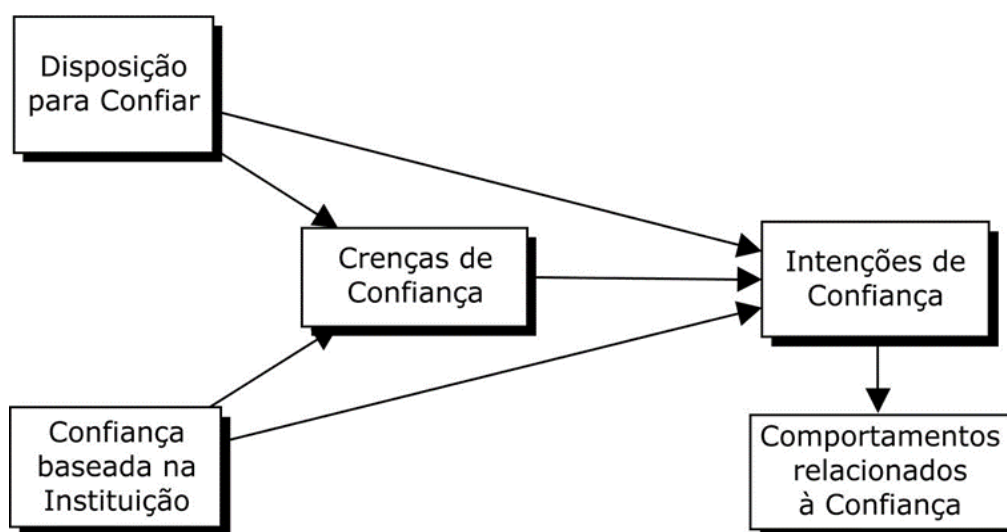 Disposição
para Confiar
Crenças de
Confiança
Intenções de
Confiança
Confiança
baseada na
Instituição
Comportamentos
relacionados
à Confiança